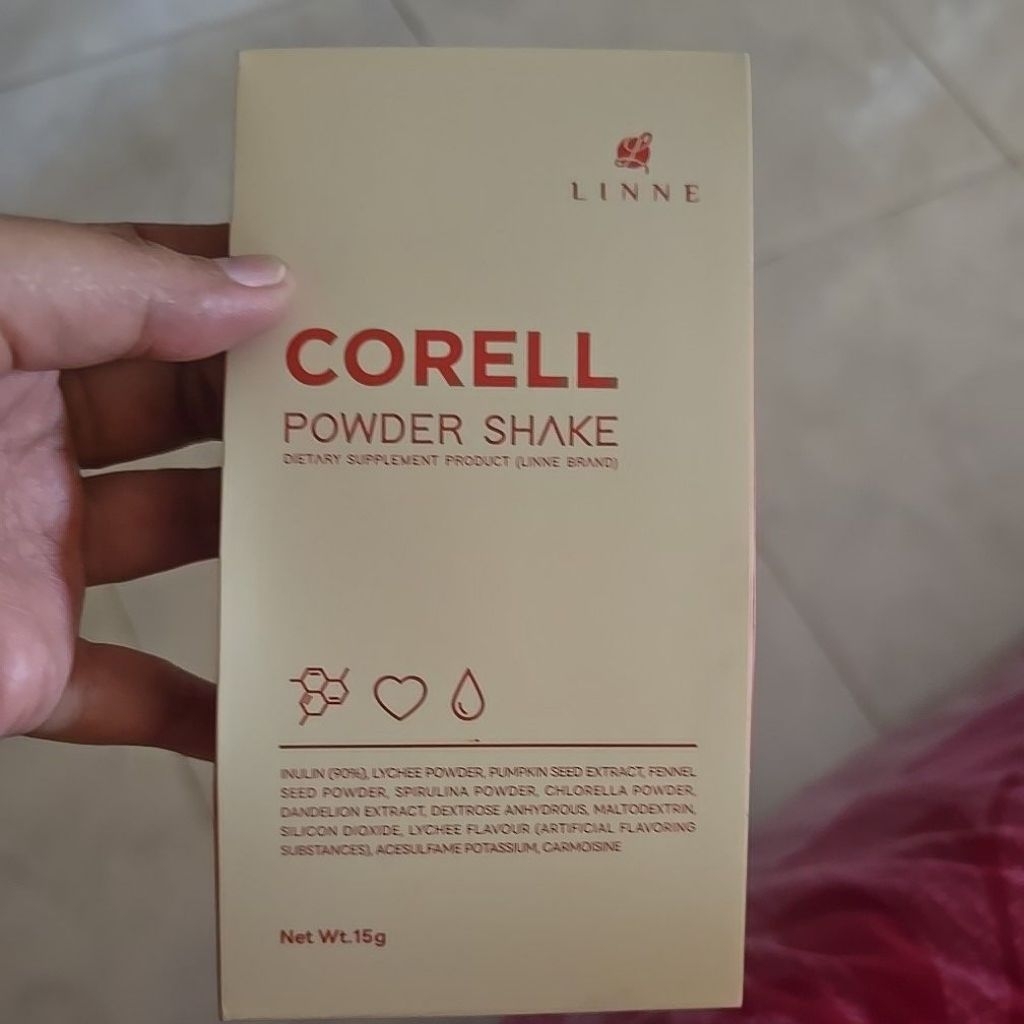 LINNE
CORELL
POWDER SHAKE
DIETARY SUPPLEMENT PRODUCT (LINNE BRAND)
INULIN (90%), LYCHEE POWDER, PUMPKIN SEED EXTRACT, FENNEL
SEED POWDER, SPIRULINA POWDER, CHLORELLA POWDER,
DANDELION EXTRACT, DEXTROSE ANHYDROUS, MALTODEXTRIN,
SILICON DIOXIDE, LYCHEE FLAVOUR (ARTIFICIAL FLAVORING
SUBSTANCES), ACESULFAME POTASSIUM, CARMOISINE
Net Wt.15g